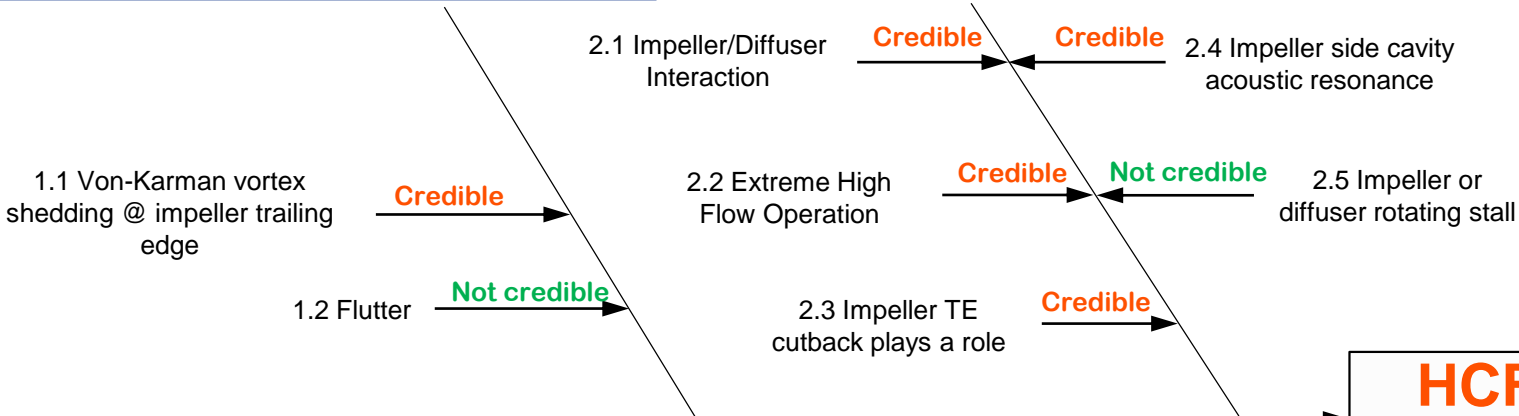 1.1 Von-Karman vortex
shedding @ impeller trailing
edge
Credible
1.2 Flutter
Not credible
2.1 Impeller/Diffuser
Interaction
Credible
Credible
2.4 Impeller side cavity
acoustic resonance
2.2 Extreme High
Flow Operation
Credible
Not credible
2.5 Impeller or
diffuser rotating stall
2.3 Impeller TE
cutback plays a role
Credible